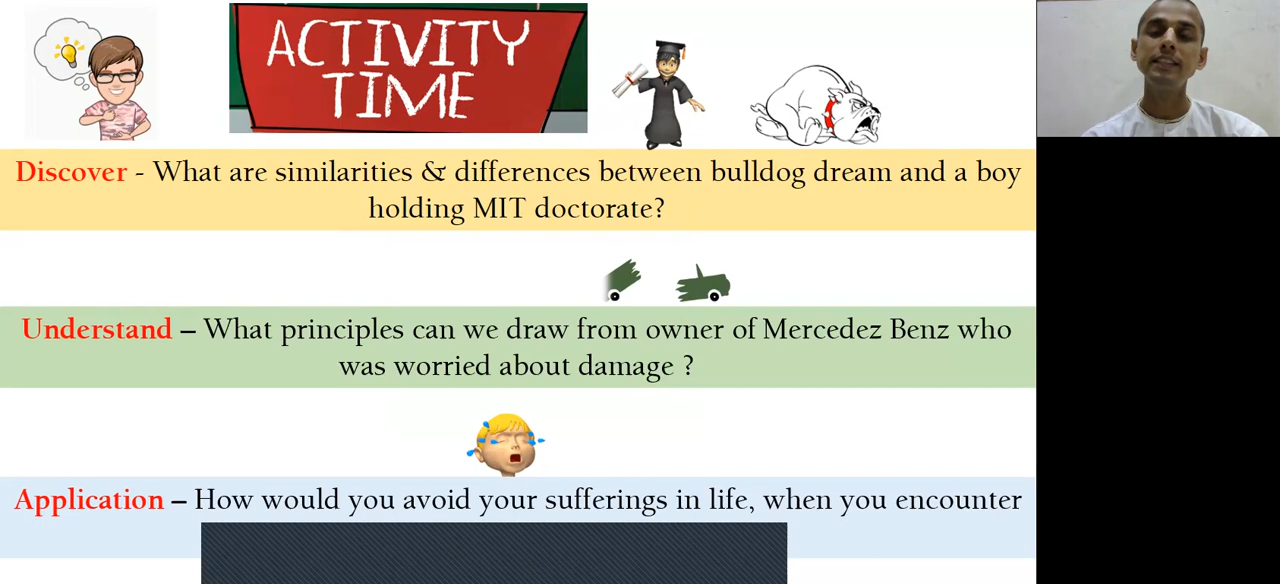 ACTIVITY
TIME
Discover - What are similarities & differences between bulldog dream and a boy
holding MIT doctorate?
Understand – What principles can we draw from owner of Mercedez Benz who
was worried about damage ?
Application – How would you avoid your sufferings in life, when you encounter